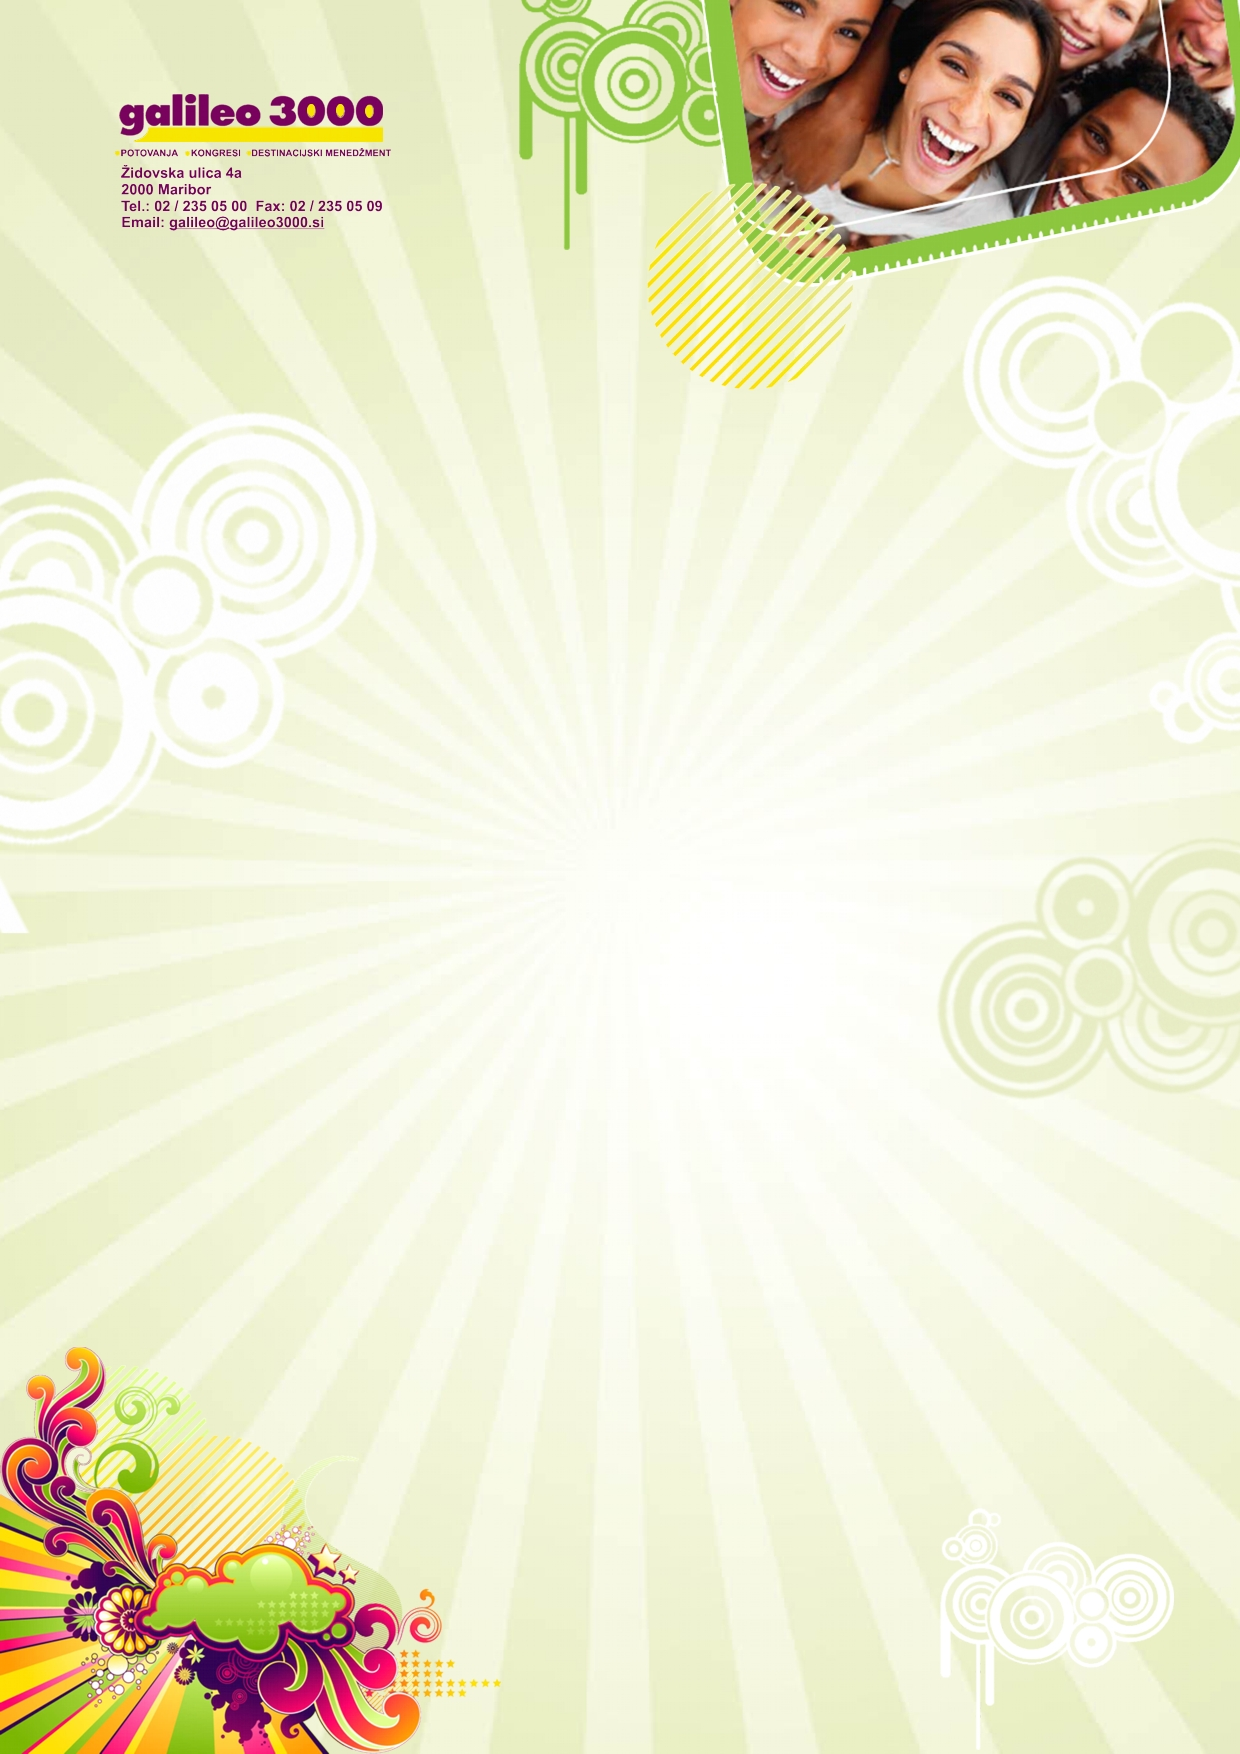 galileo 3000
POTOVANJA KONGRESI DESTINACIJSKI MENEDŽMENT
Židovska ulica 4a
2000 Maribor
Tel.: 02 / 235 05 00 Fax: 02 / 235 05 09
Email: galileo@galileo3000.si